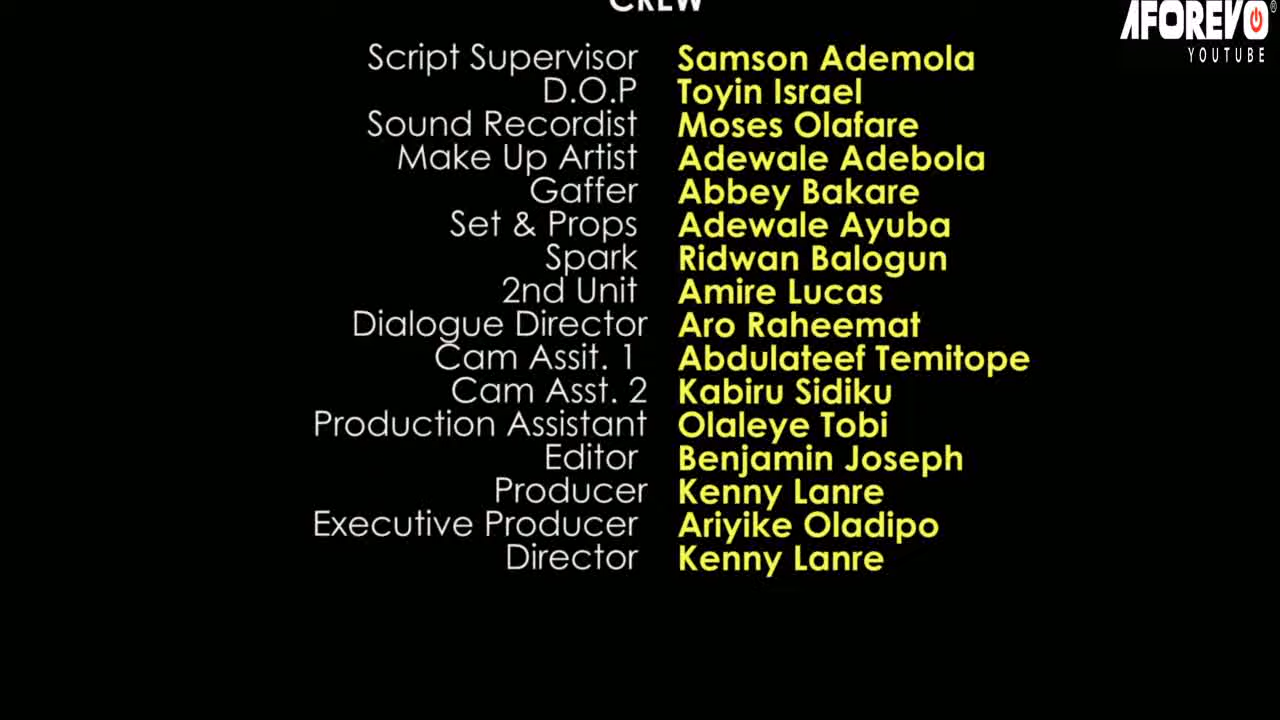 CREW
AFOREVO
YOUTUBE
Script Supervisor Samson Ademola
D.O.P Toyin Israel
Sound Recordist Moses Olafare
Make Up Artist Adewale Adebola
Gaffer Abbey Bakare
Set & Props Adewale Ayuba
Spark Ridwan Balogun
2nd Unit Amire Lucas
Dialogue Director Aro Raheemat
Cam Assit. 1 Abdulateef Temitope
Cam Asst. 2 Kabiru Sidiku
Production Assistant Olaleye Tobi
Editor Benjamin Joseph
Producer Kenny Lanre
Executive Producer Ariyike Oladipo
Director Kenny Lanre